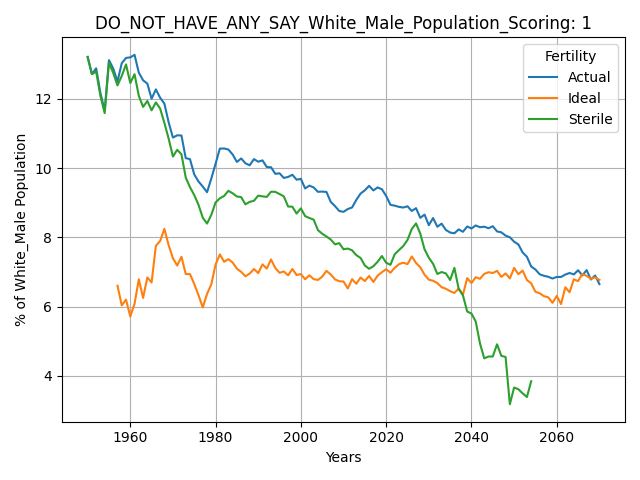 DO_NOT_HAVE_ANY_SAY_White_Male_Population_Scoring: 1
% of White_Male Population
12
10
8
6
4
1960 1980 2000 2020 2040 2060
Years
Fertility
Actual
Ideal
Sterile